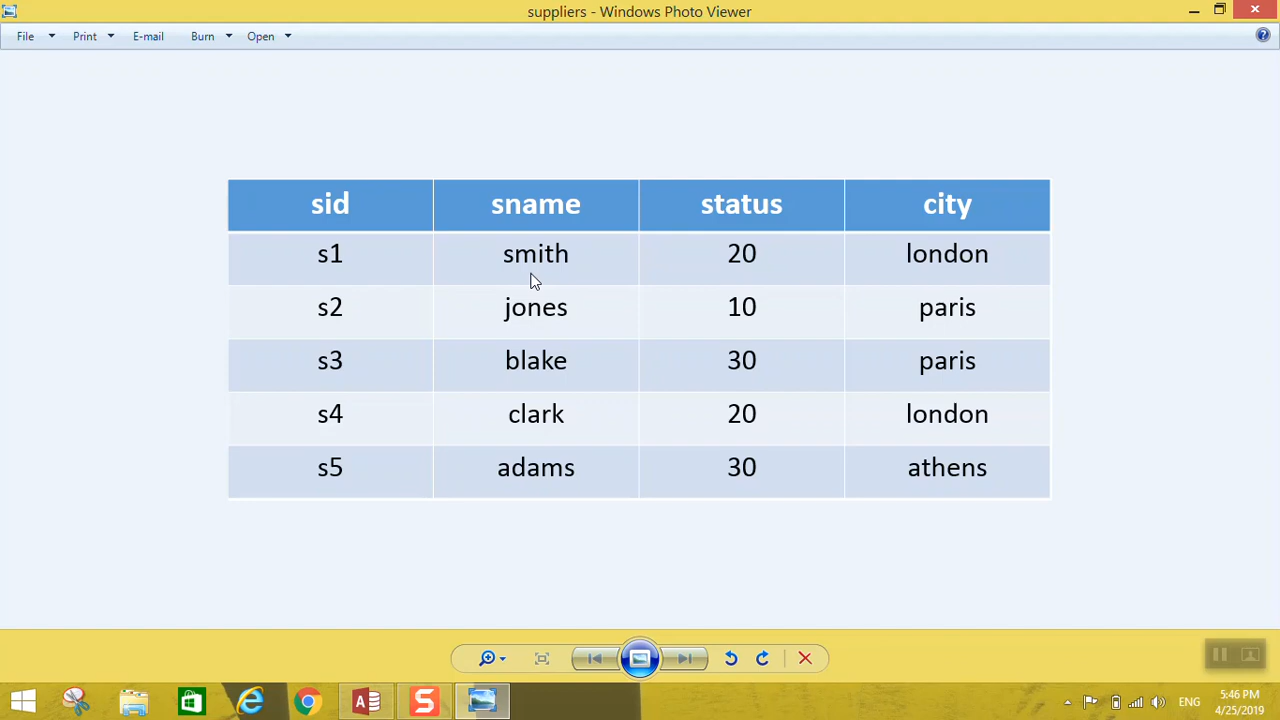 suppliers - Windows Photo Viewer
File Print E-mail Burn Open
sid sname status city
s1 smith 20 london
s2 jones 10 paris
s3 blake 30 paris
s4 clark 20 london
s5 adams 30 athens
ENG 5:46 PM
4/25/2019